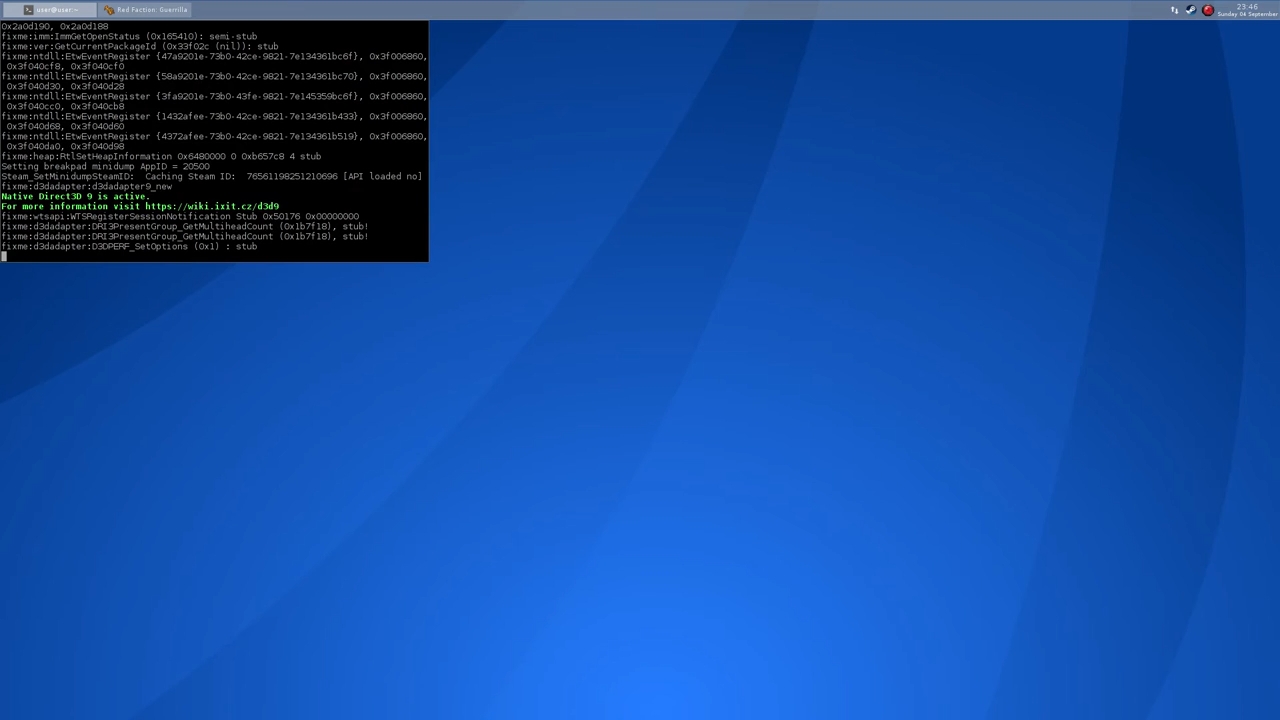 user@user:~
Red Faction: Guerrilla
23:46
Sunday 04 September
0x2a0d190, 0x2a0d188
fixme:imm:ImmGetOpenStatus (0x165410): semi-stub
fixme:ver:GetCurrentPackageId (0x33f02c (nil)): stub
fixme:ntdll:EtwEventRegister {47a9201e-73b0-42ce-9821-7e134361bc6f}, 0x3f006860,
0x3f040cf8, 0x3f040cf0
fixme:ntdll:EtwEventRegister {58a9201e-73b0-42ce-9821-7e134361bc70}, 0x3f006860,
0x3f040d30, 0x3f040d28
fixme:ntdll:EtwEventRegister {3fa9201e-73b0-43fe-9821-7e145359bc6f}, 0x3f006860,
0x3f040cc0, 0x3f040cb8
fixme:ntdll:EtwEventRegister {1432afee-73b0-42ce-9821-7e134361b433}, 0x3f006860,
0x3f040d68, 0x3f040d60
fixme:ntdll:EtwEventRegister {4372afee-73b0-42ce-9821-7e134361b519}, 0x3f006860,
0x3f040da0, 0x3f040d98
fixme:heap:RtlSetHeapInformation 0x6480000 0 0xb657c8 4 stub
Setting breakpad minidump AppID = 20500
Steam_SetMinidumpSteamID:  Caching Steam ID:  76561198251210696 [API loaded no]
fixme:d3dadapter:d3dadapter9_new
Native Direct3D 9 is active.
For more information visit https://wiki.ixit.cz/d3d9
fixme:wtsapi:WTSRegisterSessionNotification Stub 0x50176 0x00000000
fixme:d3dadapter:DRI3PresentGroup_GetMultiheadCount (0x1b7f18), stub!
fixme:d3dadapter:DRI3PresentGroup_GetMultiheadCount (0x1b7f18), stub!
fixme:d3dadapter:D3DPERF_SetOptions (0x1) : stub